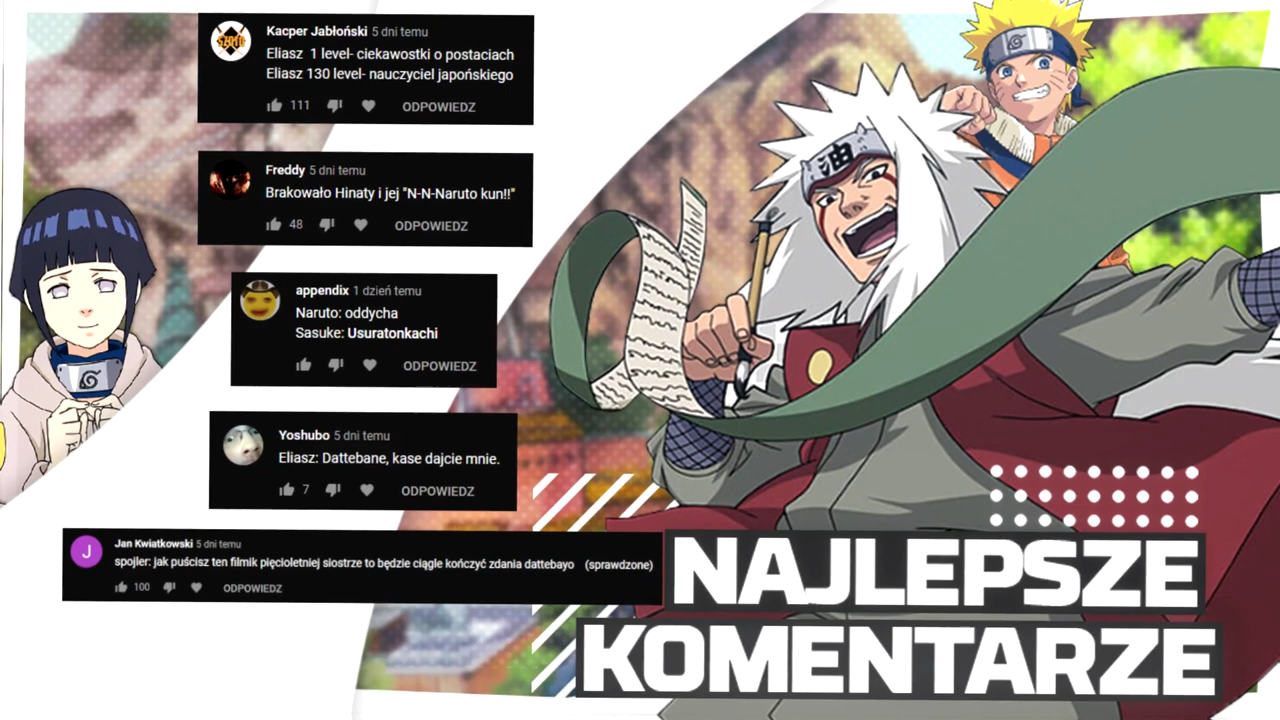 Kacper Jabłoński 5 dni temu
Eliasz 1 level- ciekawostki o postaciach
Eliasz 130 level- nauczyciel japońskiego
111 ODPOWIEDZ
Freddy 5 dni temu
Brakowało Hinaty i jej "N-N-Naruto kun!!"
48 ODPOWIEDZ
appendix 1 dzień temu
Naruto: oddycha
Sasuke: Usuratonkachi
ODPOWIEDZ
Yoshubo 5 dni temu
Eliasz: Dattebane, kase dajcie mnie.
7 ODPOWIEDZ
J
Jan Kwiatkowski 5 dni temu
spojler: jak puścisz ten filmik pięcioletniej siostrze to będzie ciągle kończyć zdania dattebayo (sprawdzone)
100 ODPOWIEDZ
油
NAJLEPSZE
KOMENTARZE